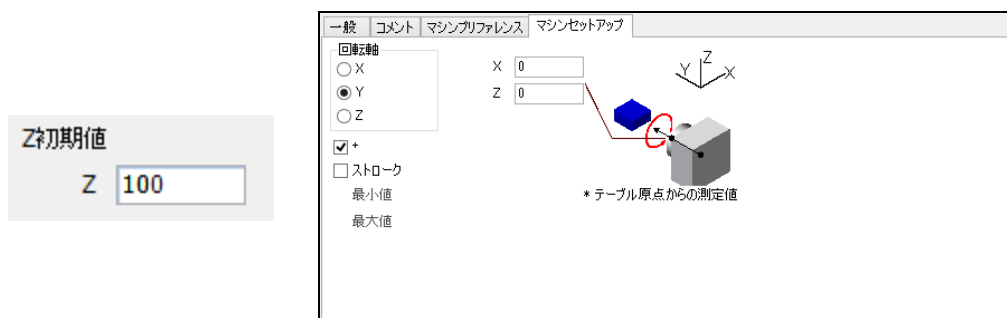 Z初期値
Z 100
一般 コメント マシンプリファレンス マシンセットアップ
回転軸
X
Y
Z
+
ストローク
最小値
最大値
X 0
Z 0
Z
Y
X
* テーブル原点からの測定値